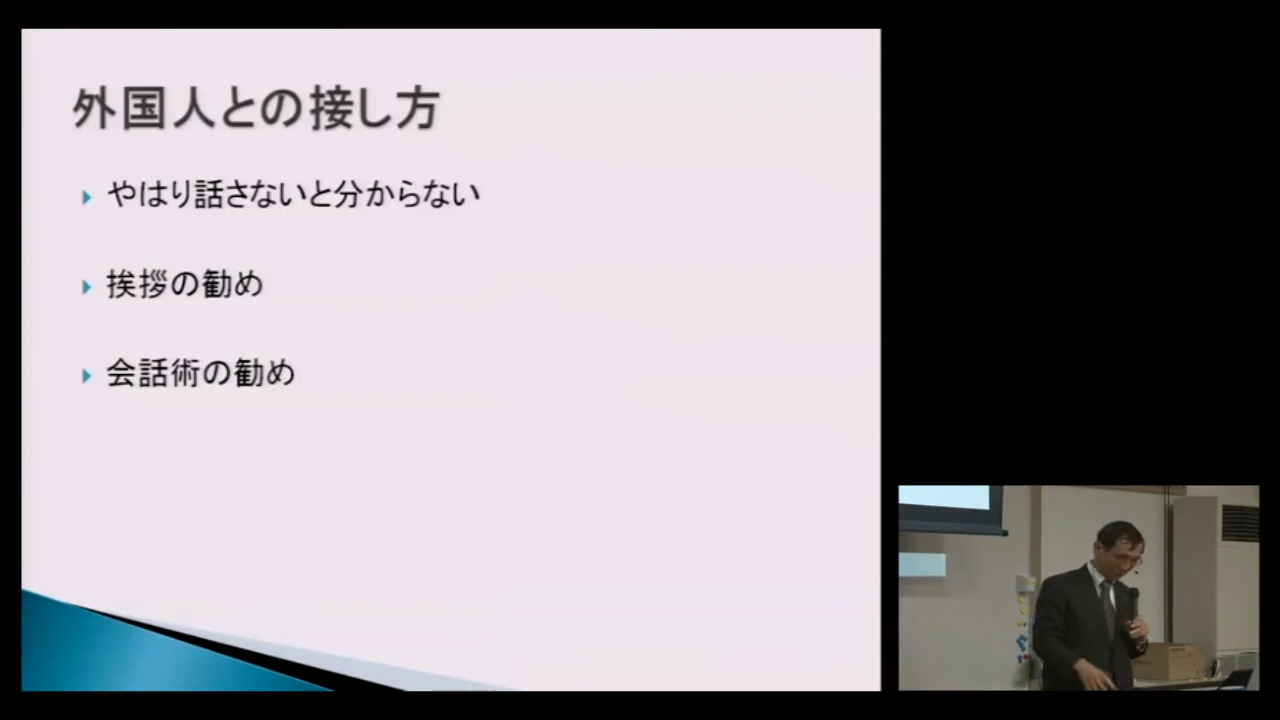 外国人との接し方
やはり話さないと分からない
挨拶の勧め
会話術の勧め